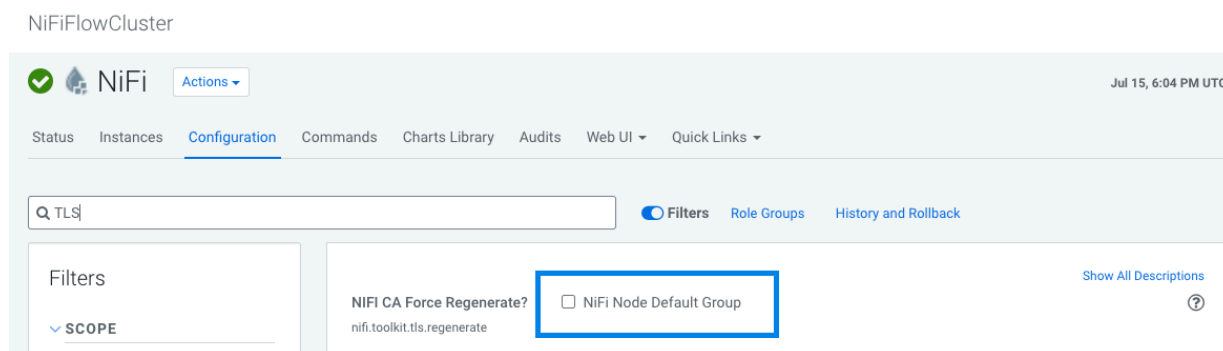 NiFiFlowCluster
NiFi Actions Jul 15, 6:04 PM UTC
Status Instances Configuration Commands Charts Library Audits Web UI Quick Links
TLS Filters Role Groups History and Rollback
Filters
Show All Descriptions
NIFI CA Force Regenerate? NiFi Node Default Group ?
nifi.toolkit.tls.regenerate
SCOPE